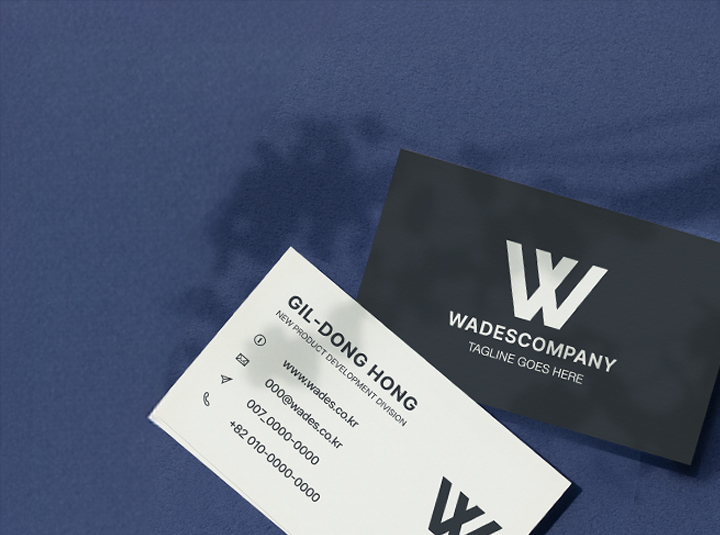 GIL-DONG HONG
NEW PRODUCT DEVELOPMENT DIVISION
www.wades.co.kr
000@wades.co.kr
007_0000-0000
+82 010-0000-0000
W
WADESCOMPANY
TAGLINE GOES HERE
W